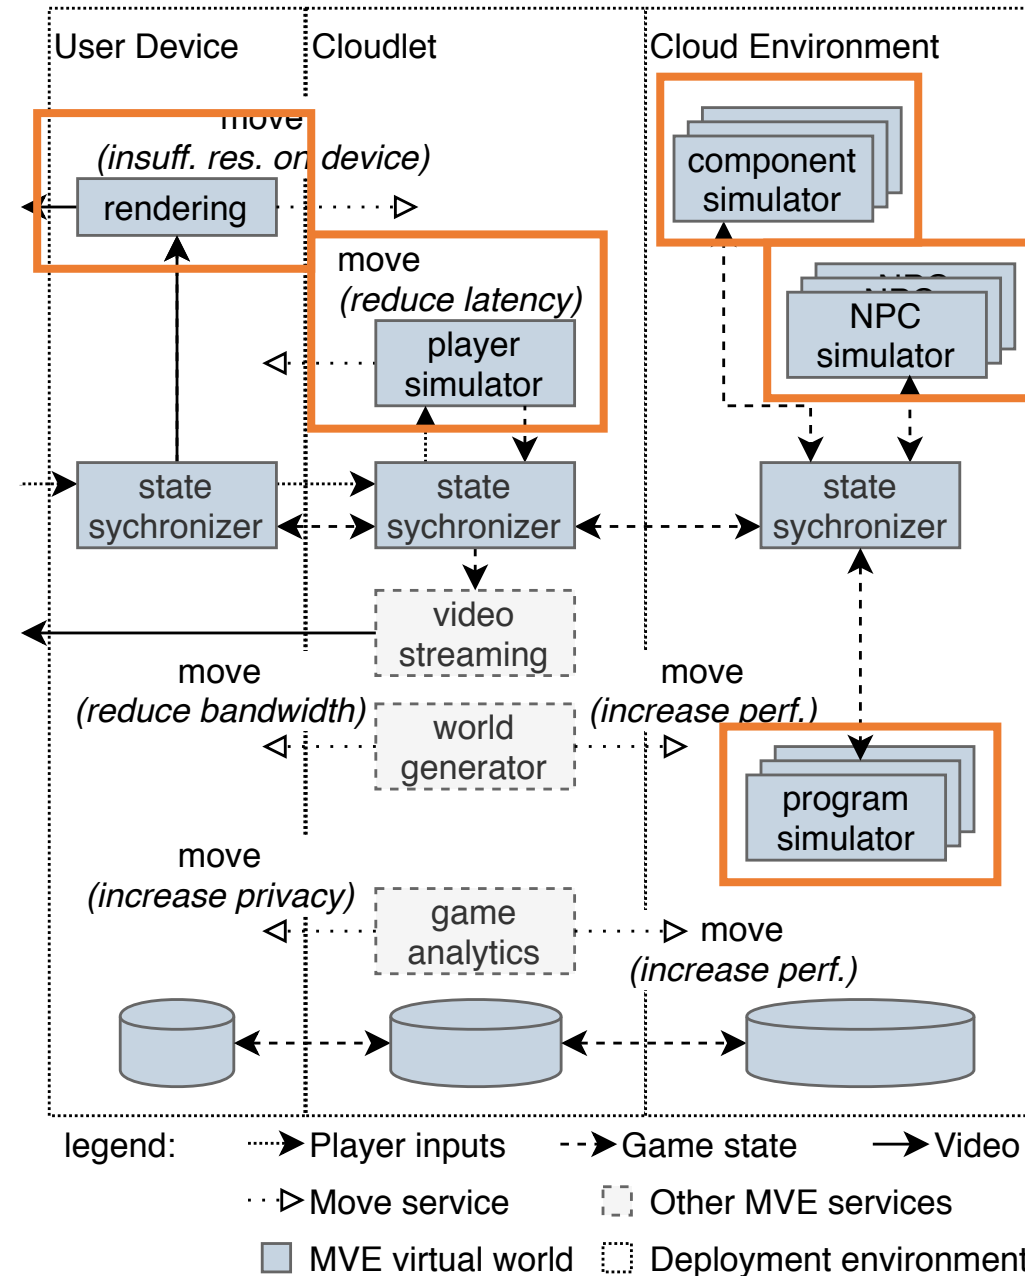 User Device
Cloudlet
Cloud Environment
move
(insuff. res. on device)
rendering
component
simulator
move
(reduce latency)
player
simulator
NPC
NPC
NPC
simulator
state
sychronizer
state
sychronizer
state
sychronizer
video
streaming
move
(reduce bandwidth)
move
(increase perf.)
world
generator
program
simulator
move
(increase privacy)
game
analytics
move
(increase perf.)
legend:
Player inputs
Game state
Video
Move service
Other MVE services
MVE virtual world
Deployment environment